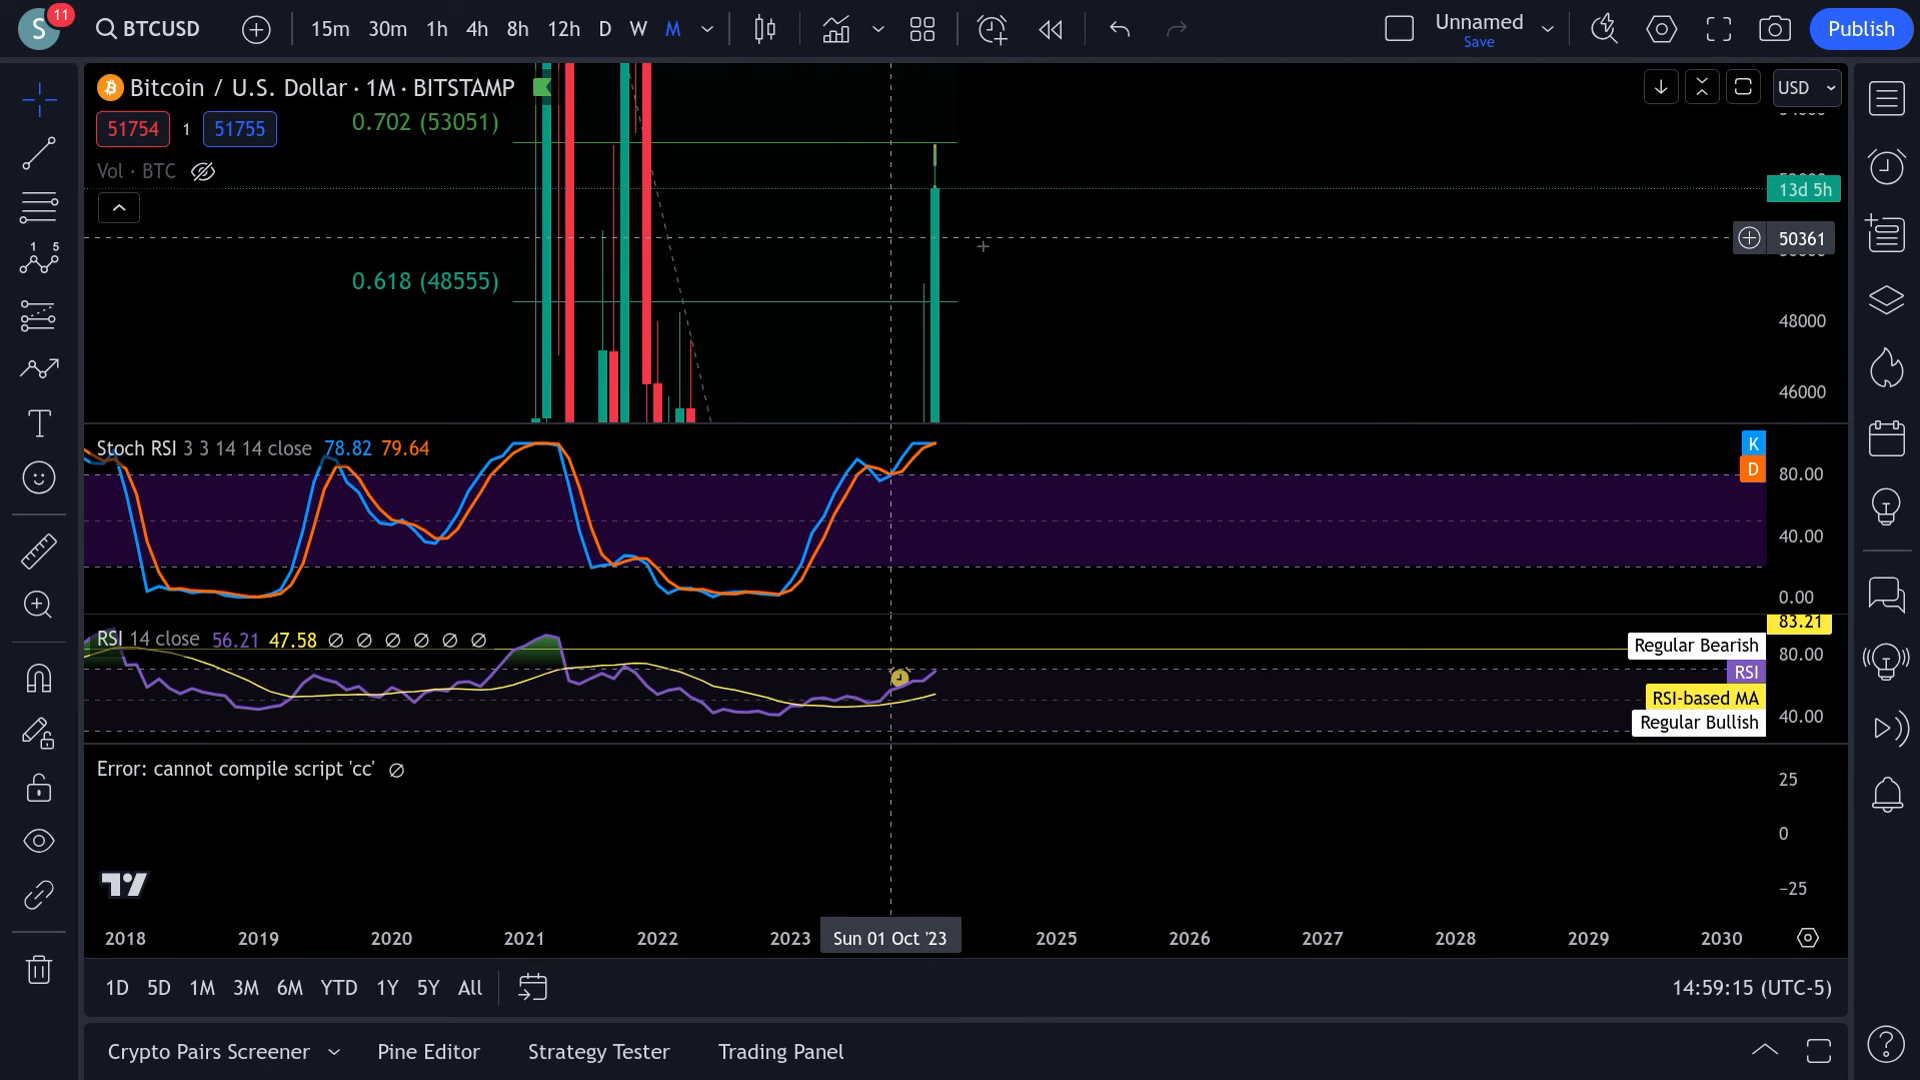 S 11 BTCUSD 15m 30m 1h 4h 8h 12h D W M Unnamed Save Publish
Bitcoin / U.S. Dollar · 1M · BITSTAMP USD
51754 1 51755 0.702 (53051)
Vol · BTC
13d 5h
50361
0.618 (48555)
48000
46000
Stoch RSI 3 3 14 14 close 78.82 79.64 K
D 80.00
40.00
0.00
83.21
RSI 14 close 56.21 47.58 ∅ ∅ ∅ ∅ ∅ ∅ Regular Bearish 80.00
RSI
RSI-based MA
Regular Bullish 40.00
Error: cannot compile script 'cc' ∅
25
0
−25
2018 2019 2020 2021 2022 2023 Sun 01 Oct '23 2025 2026 2027 2028 2029 2030
1D 5D 1M 3M 6M YTD 1Y 5Y All 14:59:15 (UTC-5)
Crypto Pairs Screener Pine Editor Strategy Tester Trading Panel